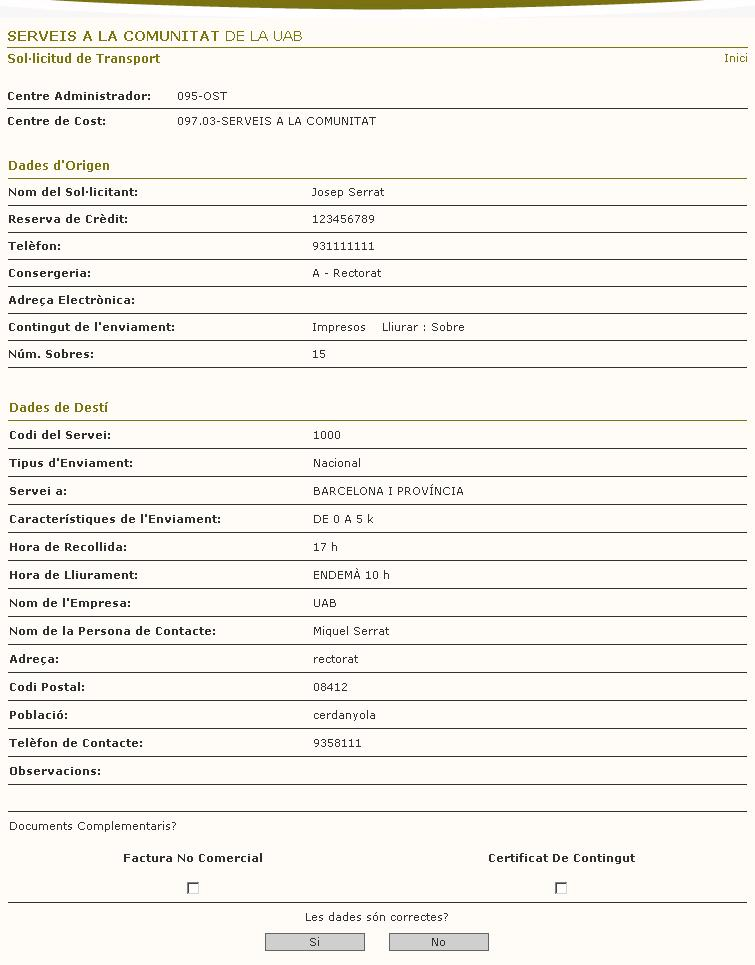 SERVEIS A LA COMUNITAT DE LA UAB
Sol·licitud de Transport Inici
Centre Administrador: 095-OST
Centre de Cost: 097.03-SERVEIS A LA COMUNITAT
Dades d'Origen
Nom del Sol·licitant: Josep Serrat
Reserva de Crèdit: 123456789
Telèfon: 931111111
Consergeria: A - Rectorat
Adreça Electrònica:
Contingut de l'enviament: Impresos Lliurar : Sobre
Núm. Sobres: 15
Dades de Destí
Codi del Servei: 1000
Tipus d'Enviament: Nacional
Servei a: BARCELONA I PROVÍNCIA
Característiques de l'Enviament: DE 0 A 5 k
Hora de Recollida: 17 h
Hora de Lliurament: ENDEMÀ 10 h
Nom de l'Empresa: UAB
Nom de la Persona de Contacte: Miquel Serrat
Adreça: rectorat
Codi Postal: 08412
Població: cerdanyola
Telèfon de Contacte: 9358111
Observacions:
Documents Complementaris?
Factura No Comercial Certificat De Contingut
Les dades són correctes?
Si No